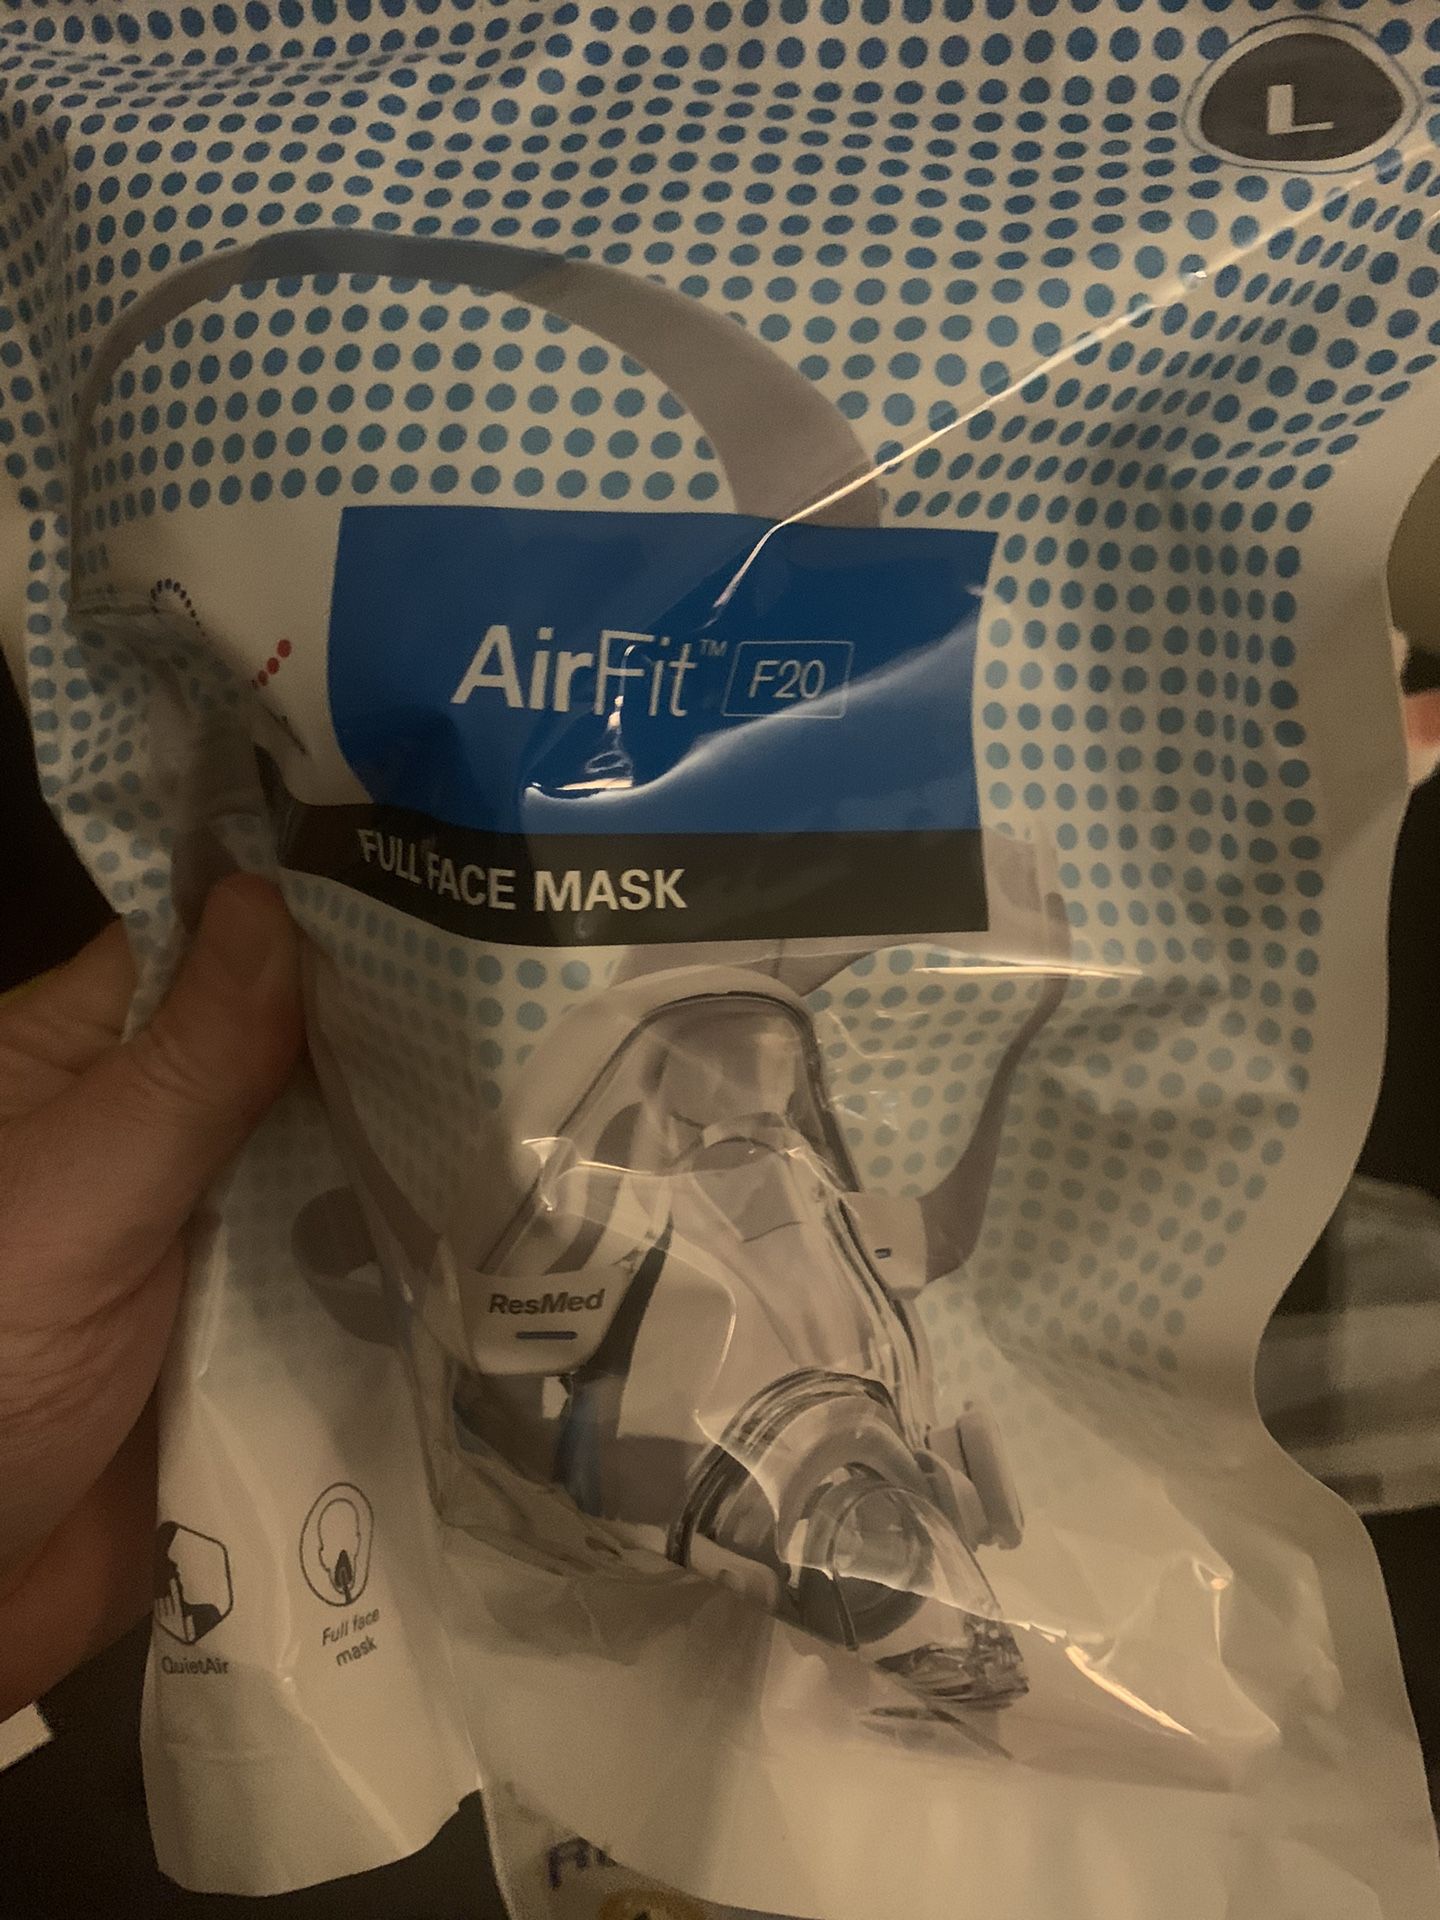 L
AirFit™ F20
FULL FACE MASK
ResMed
QuietAir
Full face
mask